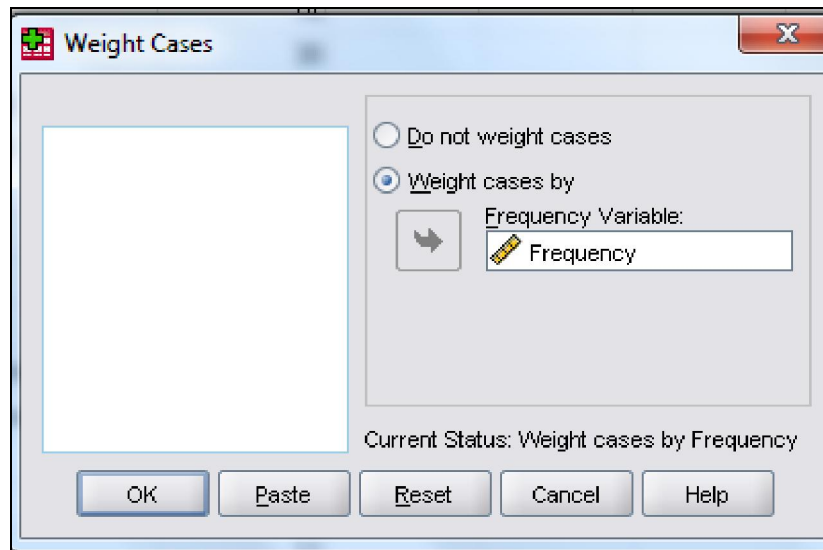 Weight Cases
Do not weight cases
Weight cases by
Frequency Variable:
Frequency
Current Status: Weight cases by Frequency
OK Paste Reset Cancel Help